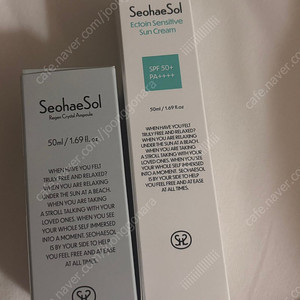 SeohaeSol
Regen Crystal Ampoule
50ml / 1.69 fl.oz
WHEN HAVE YOU FELT
TRULY FREE AND RELAXED?
WHEN YOU ARE RELAXING
UNDER THE SUN AT A BEACH,
WHEN YOU ARE TAKING
A STROLL TALKING WITH YOUR
LOVED ONES. WHEN YOU SEE
YOUR WHOLE SELF IMMERSED
INTO A MOMENT. SEOHAESOL
IS BY YOUR SIDE TO HELP
YOU FEEL FREE AND AT EASE
AT ALL TIMES.
SeohaeSol
Ectoin Sensitive
Sun Cream
SPF 50+
PA++++
50ml / 1.69 fl.oz
WHEN HAVE YOU FELT
TRULY FREE AND RELAXED?
WHEN YOU ARE RELAXING
UNDER THE SUN AT A BEACH,
WHEN YOU ARE TAKING
A STROLL TALKING WITH YOUR
LOVED ONES. WHEN YOU SEE
YOUR WHOLE SELF IMMERSED
INTO A MOMENT. SEOHAESOL
IS BY YOUR SIDE TO HELP
YOU FEEL FREE AND AT EASE
AT ALL TIMES.